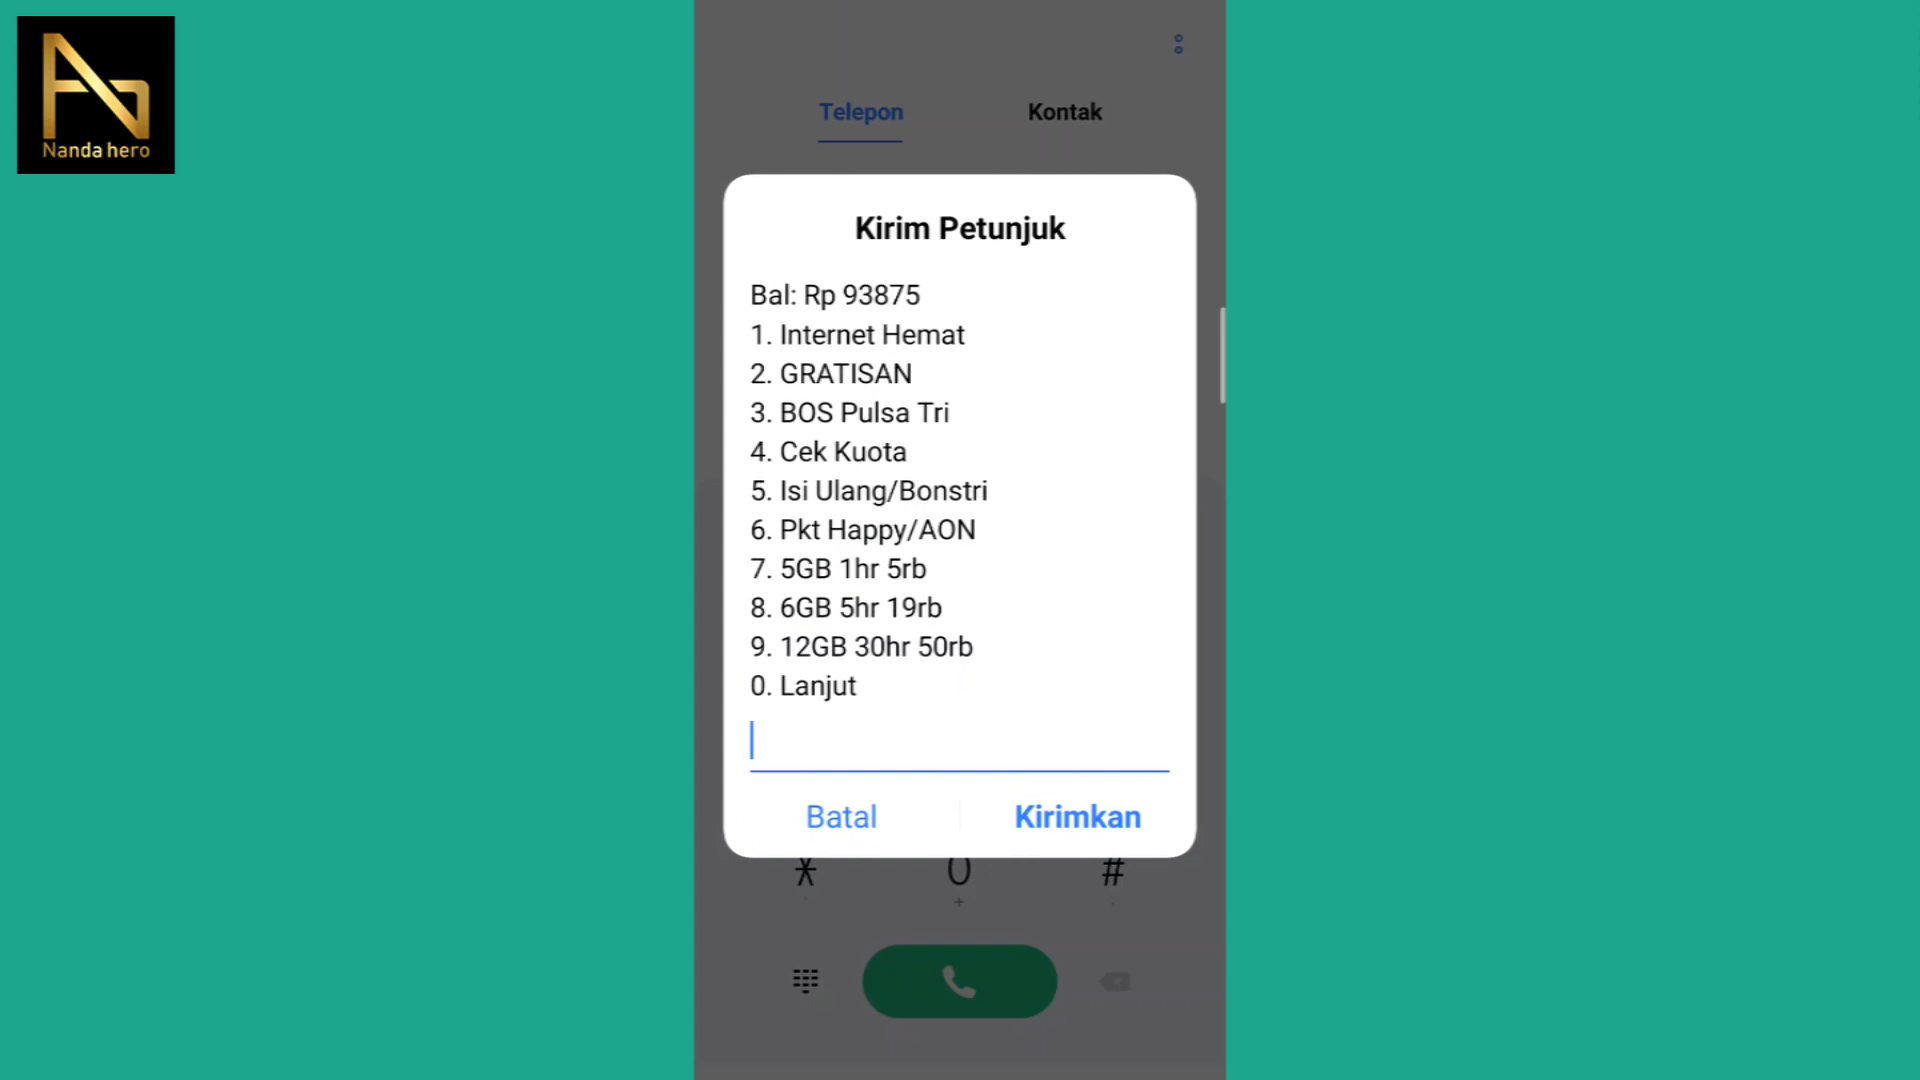 Nanda hero
Telepon
Kontak
Kirim Petunjuk
Bal: Rp 93875
1. Internet Hemat
2. GRATISAN
3. BOS Pulsa Tri
4. Cek Kuota
5. Isi Ulang/Bonstri
6. Pkt Happy/AON
7. 5GB 1hr 5rb
8. 6GB 5hr 19rb
9. 12GB 30hr 50rb
0. Lanjut
Batal
Kirimkan
* 0 #
+